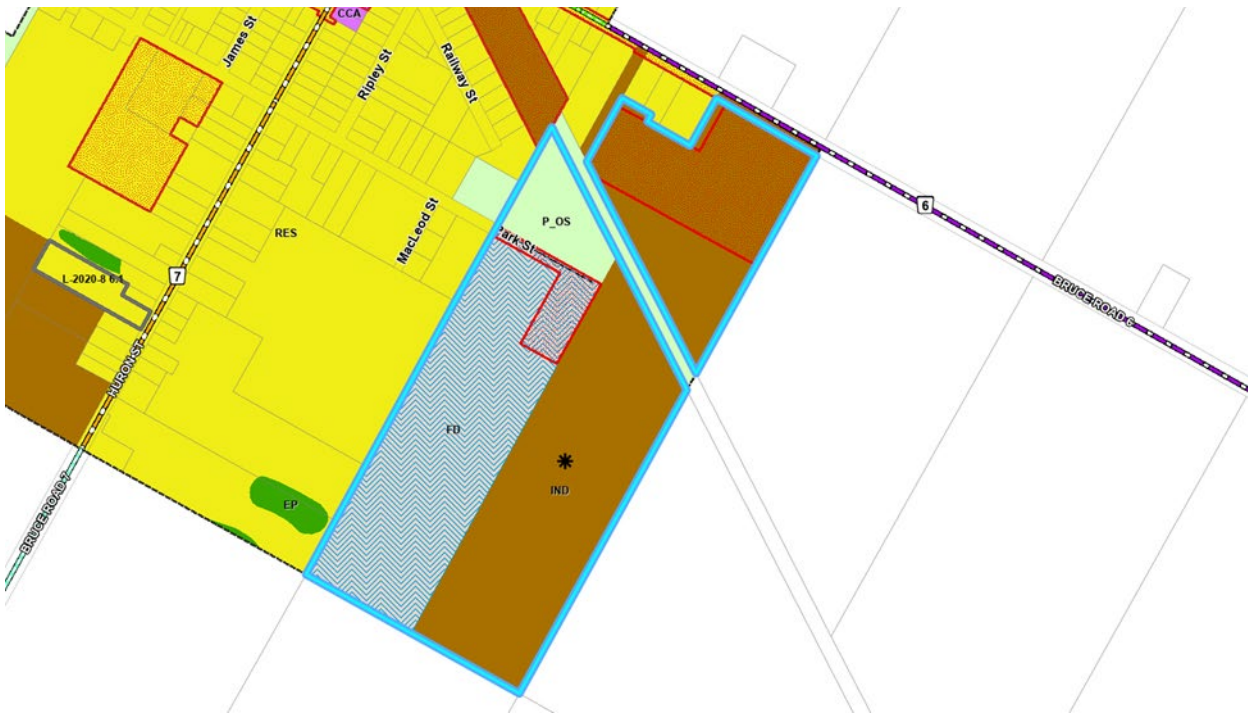 CCA
James St
Ripley St
Railway St
6
P_OS
MacLeod St
Park St
RES
7
L-2020-8 6.1
BRUCE ROAD 6
HURON ST
FD
IND
EP
BRUCE ROAD 7